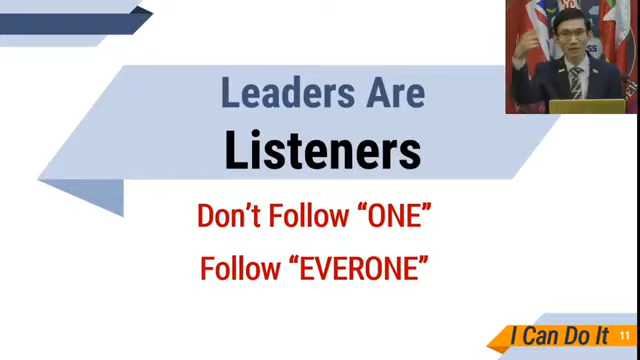 Leaders Are
Listeners
Don't Follow “ONE”
Follow “EVERONE”
I Can Do It
11